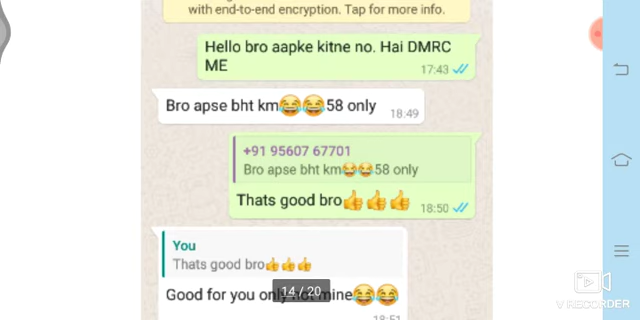 with end-to-end encryption. Tap for more info.
Hello bro aapke kitne no. Hai DMRC
ME
17:43
Bro apse bht km😂😂58 only
18:49
+91 95607 67701
Bro apse bht km😂😂58 only
Thats good bro👍👍👍
18:50
You
Thats good bro👍👍👍
Good for you only not mine😂😂
14 / 20
18:51
V RECORDER